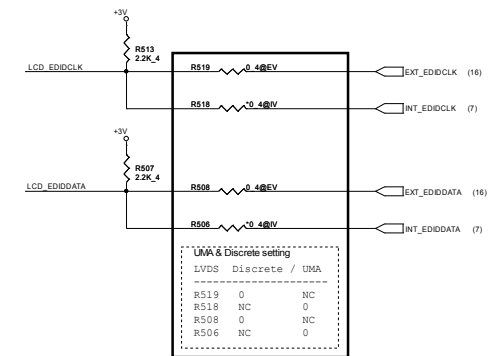 +3V
R513
2.2K_4
LCD_EDIDCLK
R519 0_4@EV
EXT_EDIDCLK (16)
R518 *0_4@IV
INT_EDIDCLK (7)
+3V
R507
2.2K_4
LCD_EDIDDATA
R508 0_4@EV
EXT_EDIDDATA (16)
R506 *0_4@IV
INT_EDIDDATA (7)
UMA & Discrete setting
LVDS Discrete / UMA
R519 0 NC
R518 NC 0
R508 0 NC
R506 NC 0